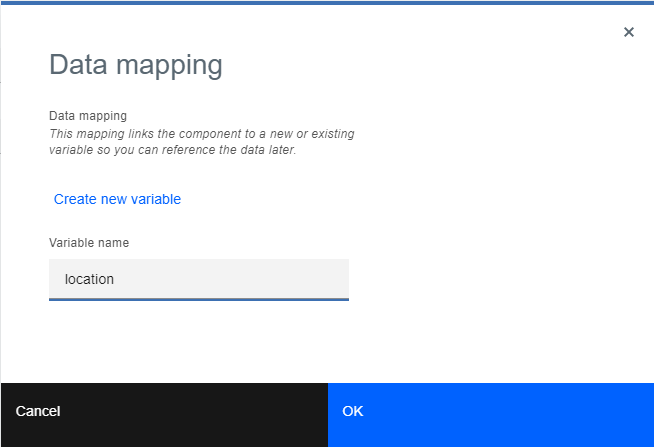 Data mapping
Data mapping
This mapping links the component to a new or existing
variable so you can reference the data later.
Create new variable
Variable name
location
Cancel
OK